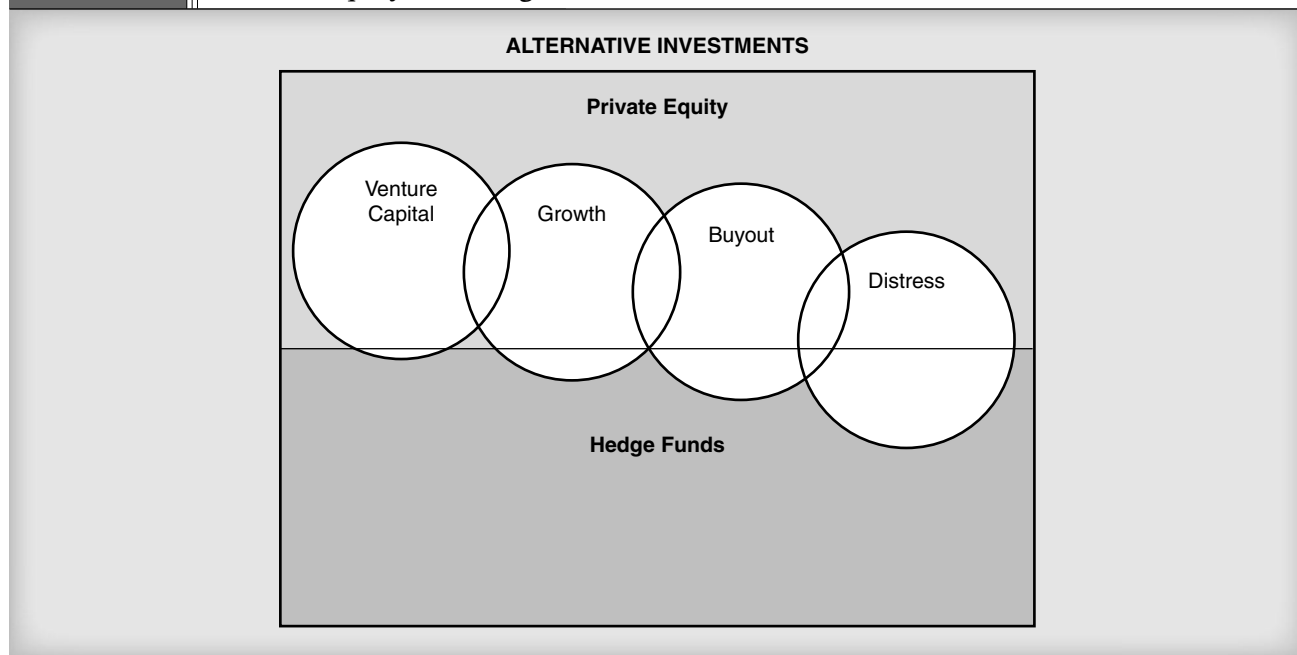 ALTERNATIVE INVESTMENTS
Private Equity
Venture
Capital
Growth
Buyout
Distress
Hedge Funds